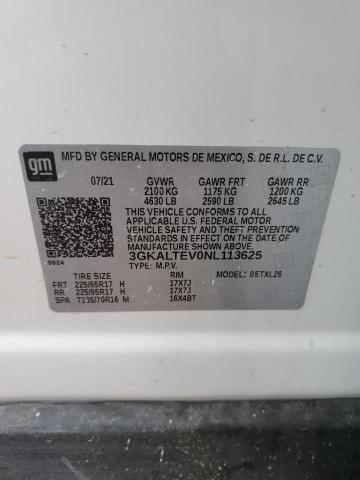 gm
MFD BY GENERAL MOTORS DE MEXICO, S. DE R.L. DE C.V.
07/21 GVWR GAWR FRT GAWR RR
2100 KG 1175 KG 1200 KG
4630 LB 2590 LB 2645 LB
THIS VEHICLE CONFORMS TO ALL
APPLICABLE U.S. FEDERAL MOTOR
VEHICLE SAFETY, BUMPER, AND THEFT
PREVENTION STANDARDS IN EFFECT ON THE
DATE OF MANUFACTURE SHOWN ABOVE.
3GKALTEV0NL113625
8624
TYPE: M.P.V. MODEL: 05TXL26
TIRE SIZE RIM
FRT 225/65R17 H 17X7J
RR 225/65R17 H 17X7J
SPA T135/70R16 M 16X4BT